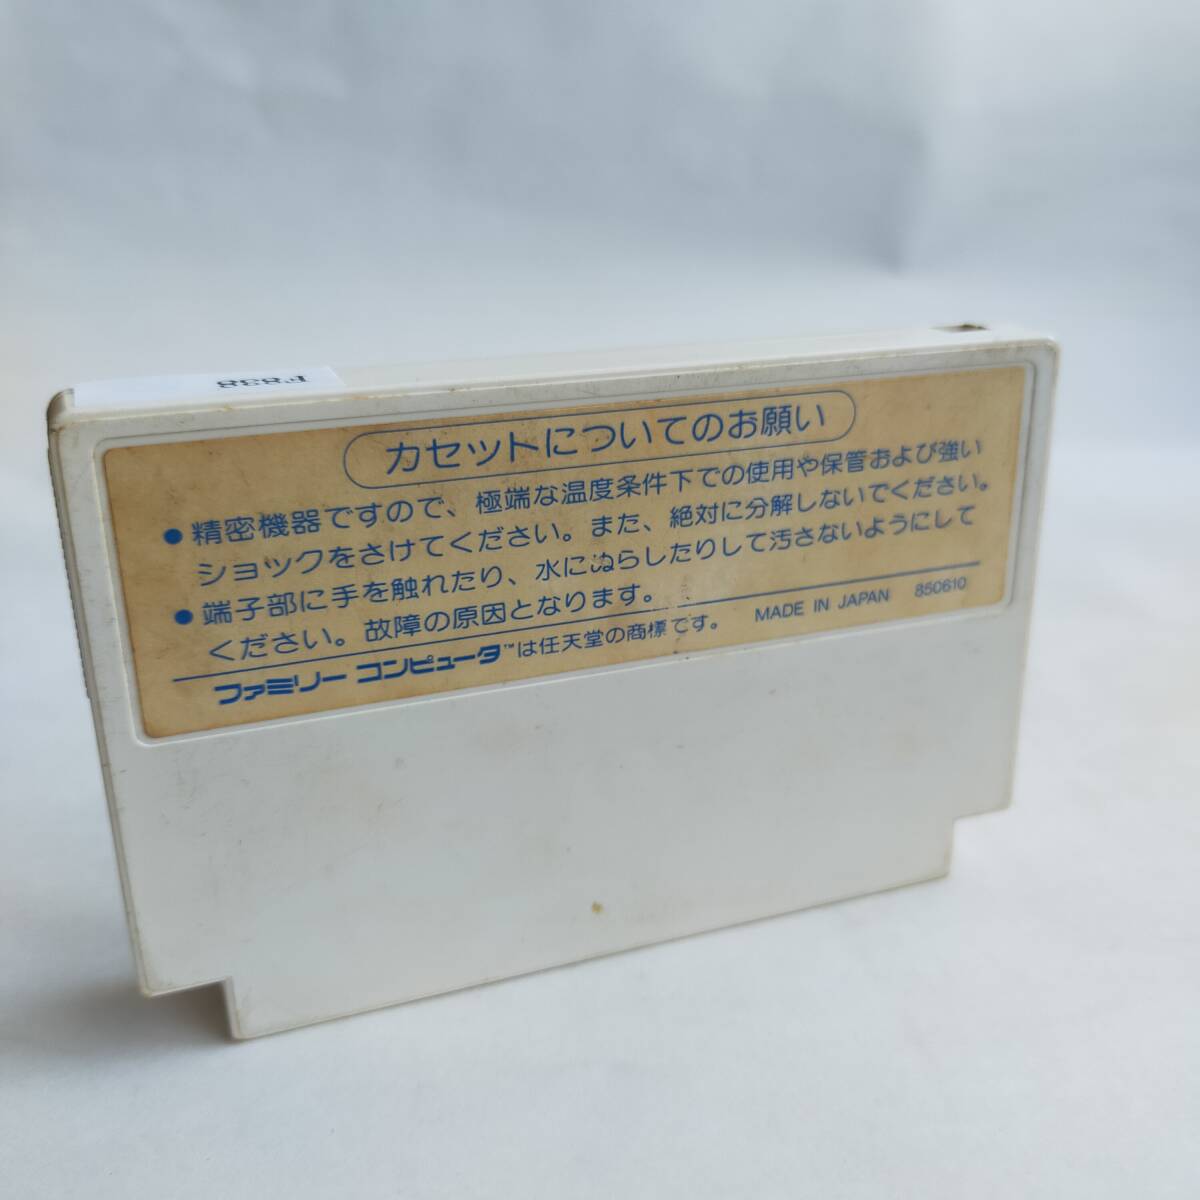 F838
カセットについてのお願い
● 精密機器ですので、極端な温度条件下での使用や保管および強い
ショックをさけてください。また、絶対に分解しないでください。
● 端子部に手を触れたり、水にぬらしたりして汚さないようにして
ください。故障の原因となります。
ファミリー コンピュータ™は任天堂の商標です。 MADE IN JAPAN 850610